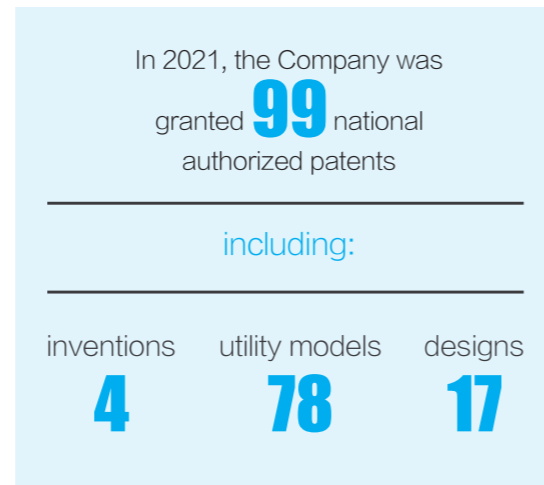 In 2021, the Company was
granted 99 national
authorized patents
including:
inventions utility models designs
4 78 17